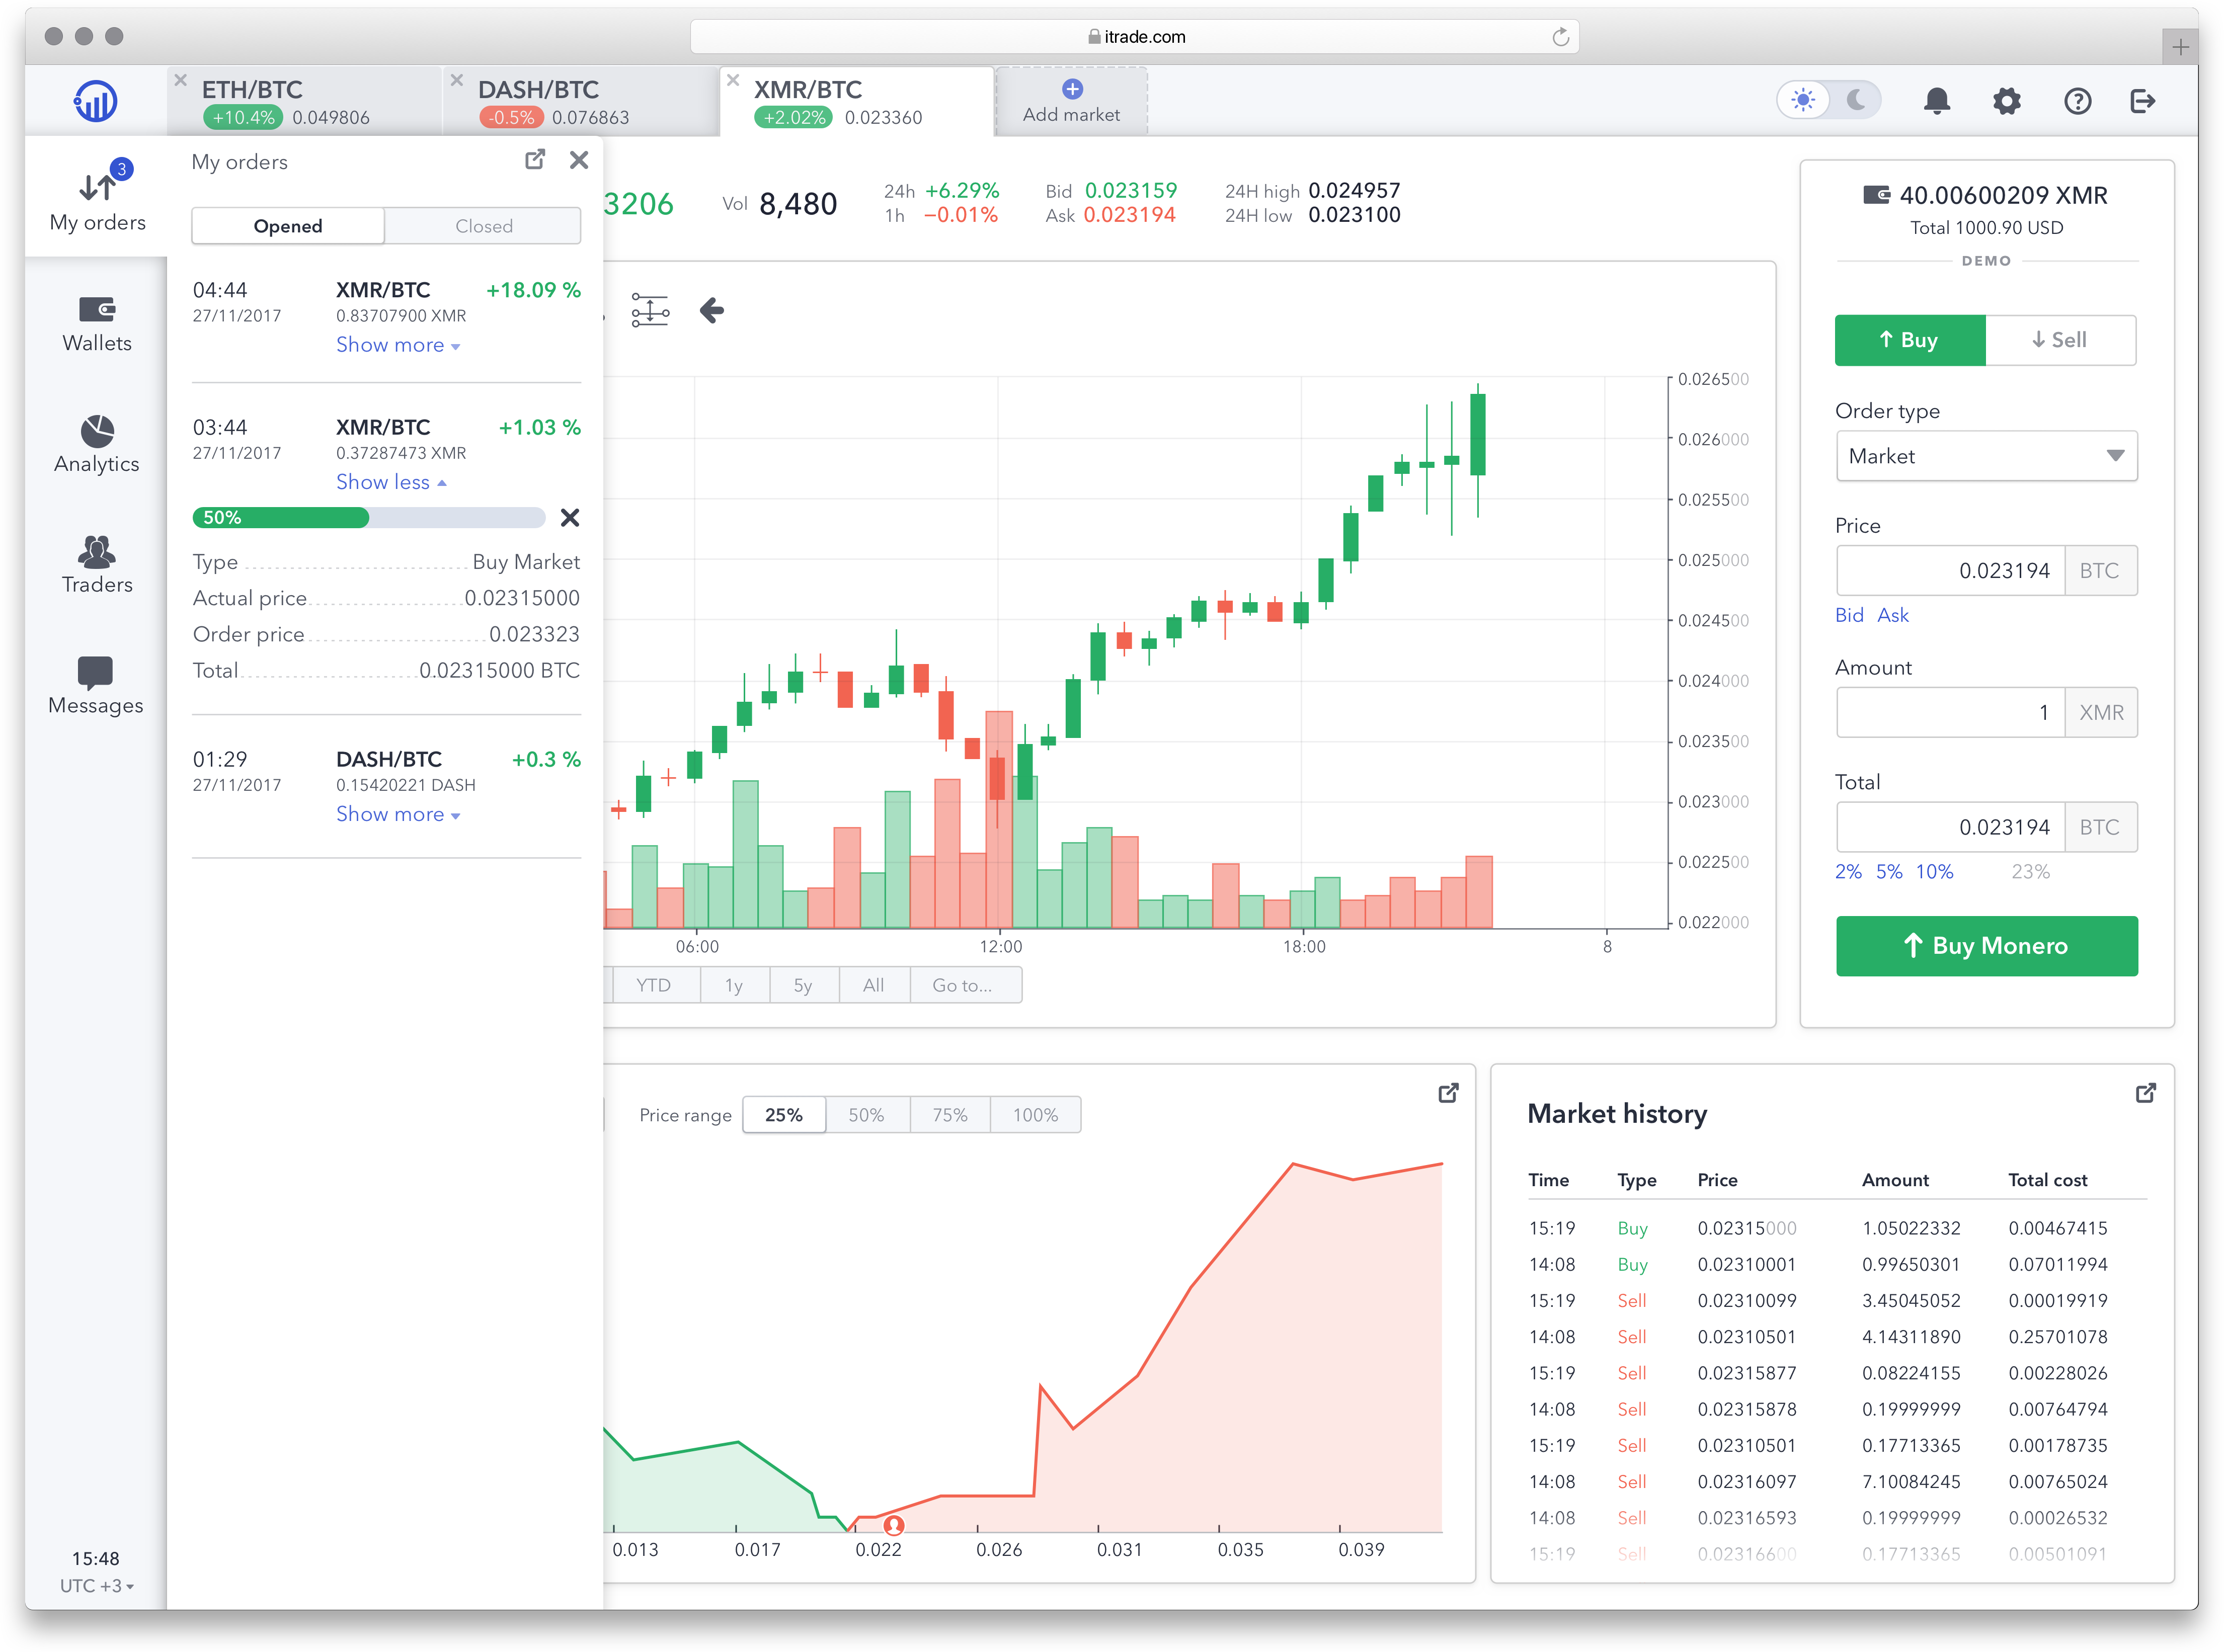 itrade.com
ETH/BTC
+10.4% 0.049806
DASH/BTC
-0.5% 0.076863
XMR/BTC
+2.02% 0.023360
Add market
3
My orders
Wallets
Analytics
Traders
Messages
15:48
UTC +3
My orders
Opened Closed
04:44 XMR/BTC +18.09 %
27/11/2017 0.83707900 XMR
Show more
03:44 XMR/BTC +1.03 %
27/11/2017 0.37287473 XMR
Show less
50%
Type Buy Market
Actual price 0.02315000
Order price 0.023323
Total 0.02315000 BTC
01:29 DASH/BTC +0.3 %
27/11/2017 0.15420221 DASH
Show more
3206 Vol 8,480
24h +6.29% Bid 0.023159 24H high 0.024957
1h −0.01% Ask 0.023194 24H low 0.023100
0.026500
0.026000
0.025500
0.025000
0.024500
0.024000
0.023500
0.023000
0.022500
0.022000
06:00 12:00 18:00 8
YTD 1y 5y All Go to...
40.00600209 XMR
Total 1000.90 USD
DEMO
Buy Sell
Order type
Market
Price
0.023194 BTC
Bid Ask
Amount
1 XMR
Total
0.023194 BTC
2% 5% 10% 23%
Buy Monero
Price range 25% 50% 75% 100%
0.013 0.017 0.022 0.026 0.031 0.035 0.039
Market history
Time Type Price Amount Total cost
15:19 Buy 0.02315000 1.05022332 0.00467415
14:08 Buy 0.02310001 0.99650301 0.07011994
15:19 Sell 0.02310099 3.45045052 0.00019919
14:08 Sell 0.02310501 4.14311890 0.25701078
15:19 Sell 0.02315877 0.08224155 0.00228026
14:08 Sell 0.02315878 0.19999999 0.00764794
15:19 Sell 0.02310501 0.17713365 0.00178735
14:08 Sell 0.02316097 7.10084245 0.00765024
14:08 Sell 0.02316593 0.19999999 0.00026532
15:19 Sell 0.02316600 0.17713365 0.00501091